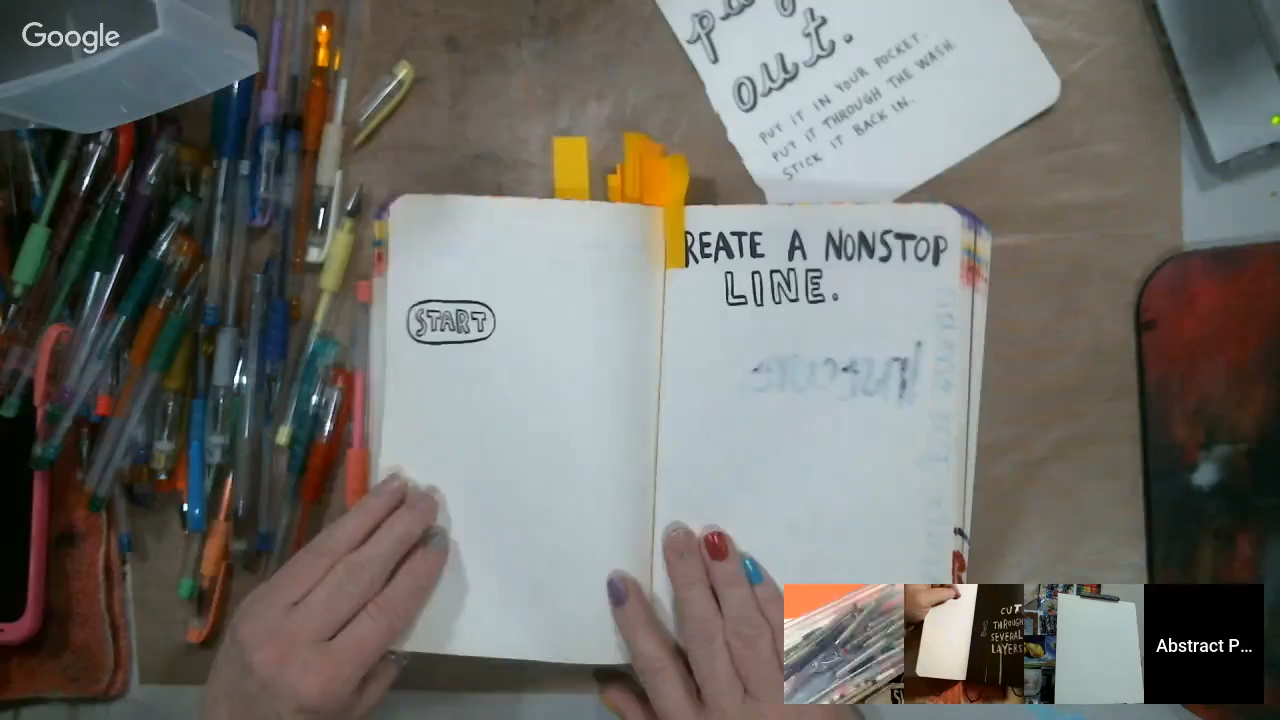 Google
out.
PUT IT IN YOUR POCKET.
PUT IT THROUGH THE WASH.
STICK IT BACK IN.
REATE A NONSTOP
LINE.
START
CUT
THROUGH
SEVERAL
LAYERS
Abstract P...